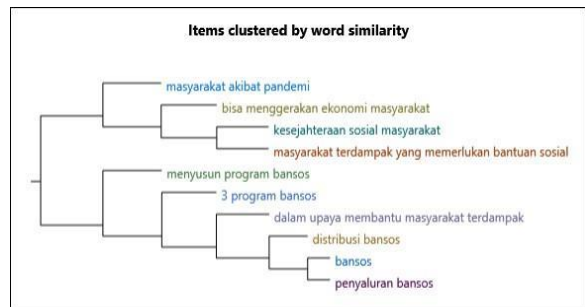 Items clustered by word similarity
masyarakat akibat pandemi
bisa menggerakan ekonomi masyarakat
kesejahteraan sosial masyarakat
masyarakat terdampak yang memerlukan bantuan sosial
menyusun program bansos
3 program bansos
dalam upaya membantu masyarakat terdampak
distribusi bansos
bansos
penyaluran bansos